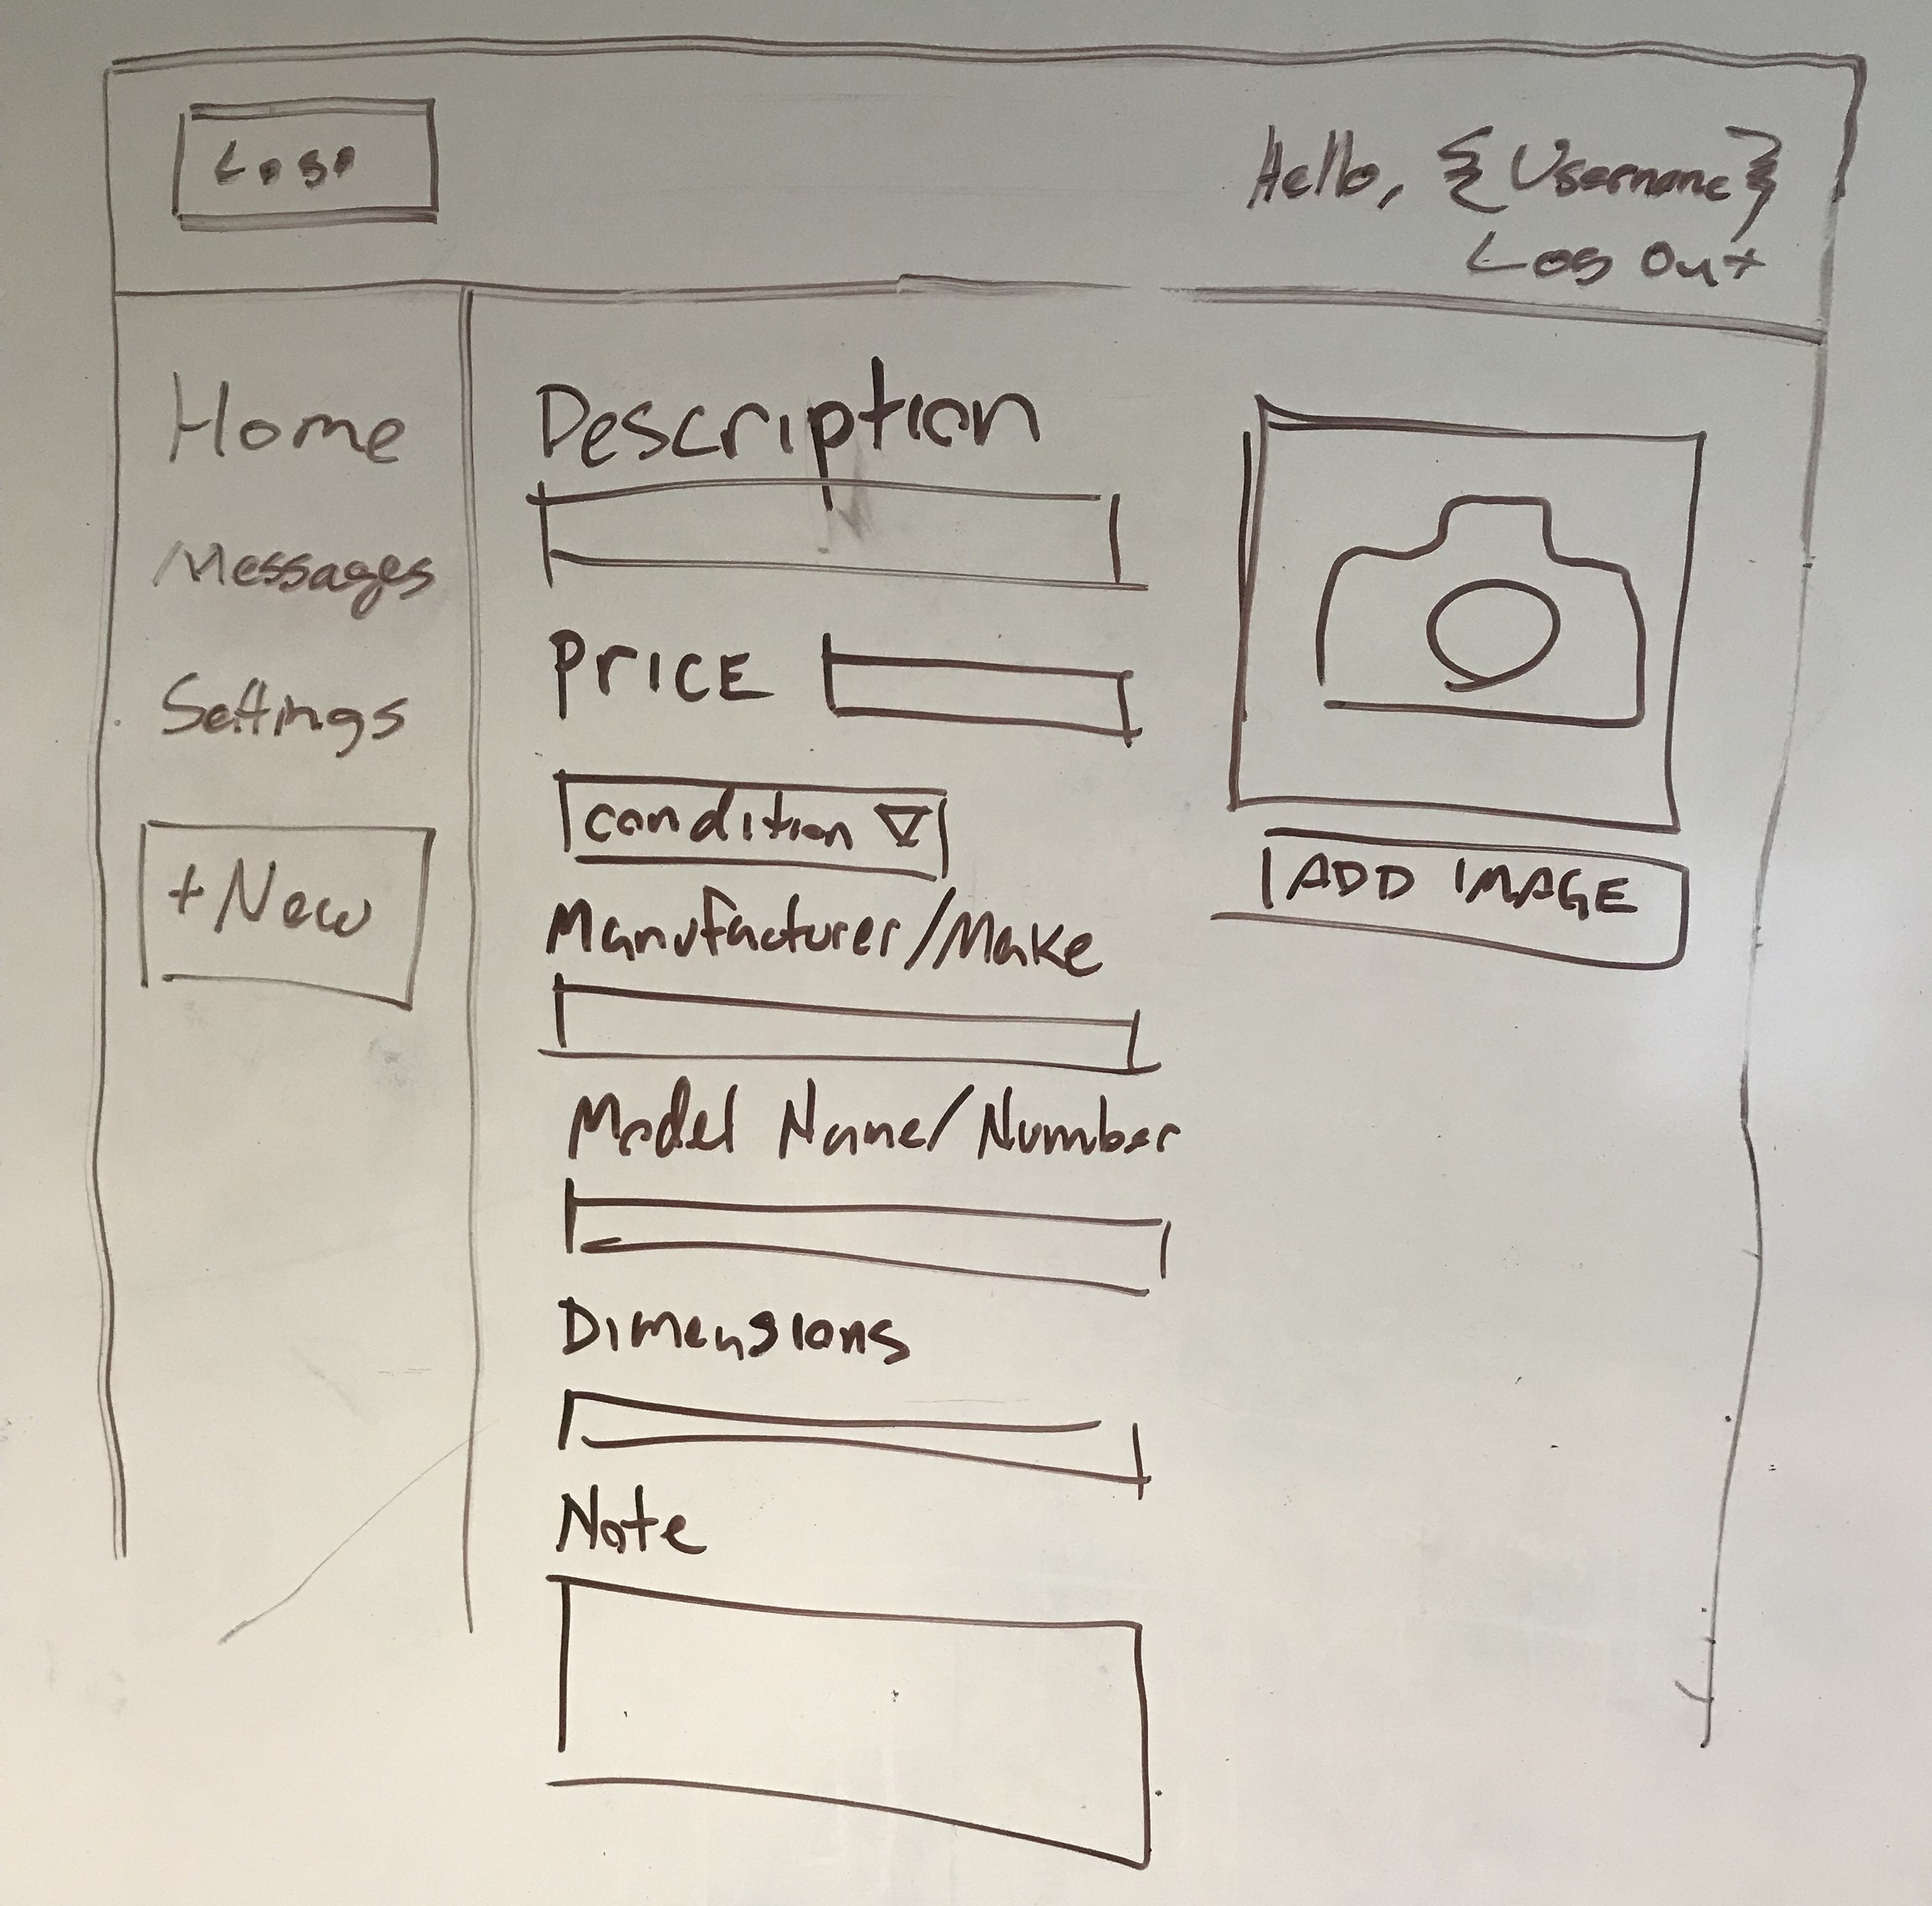 Logo
Hello, {Username}
Log Out
Home
Messages
Settings
+New
Description
PRICE
condition
Manufacturer/Make
Model Name/Number
Dimensions
Note
ADD IMAGE